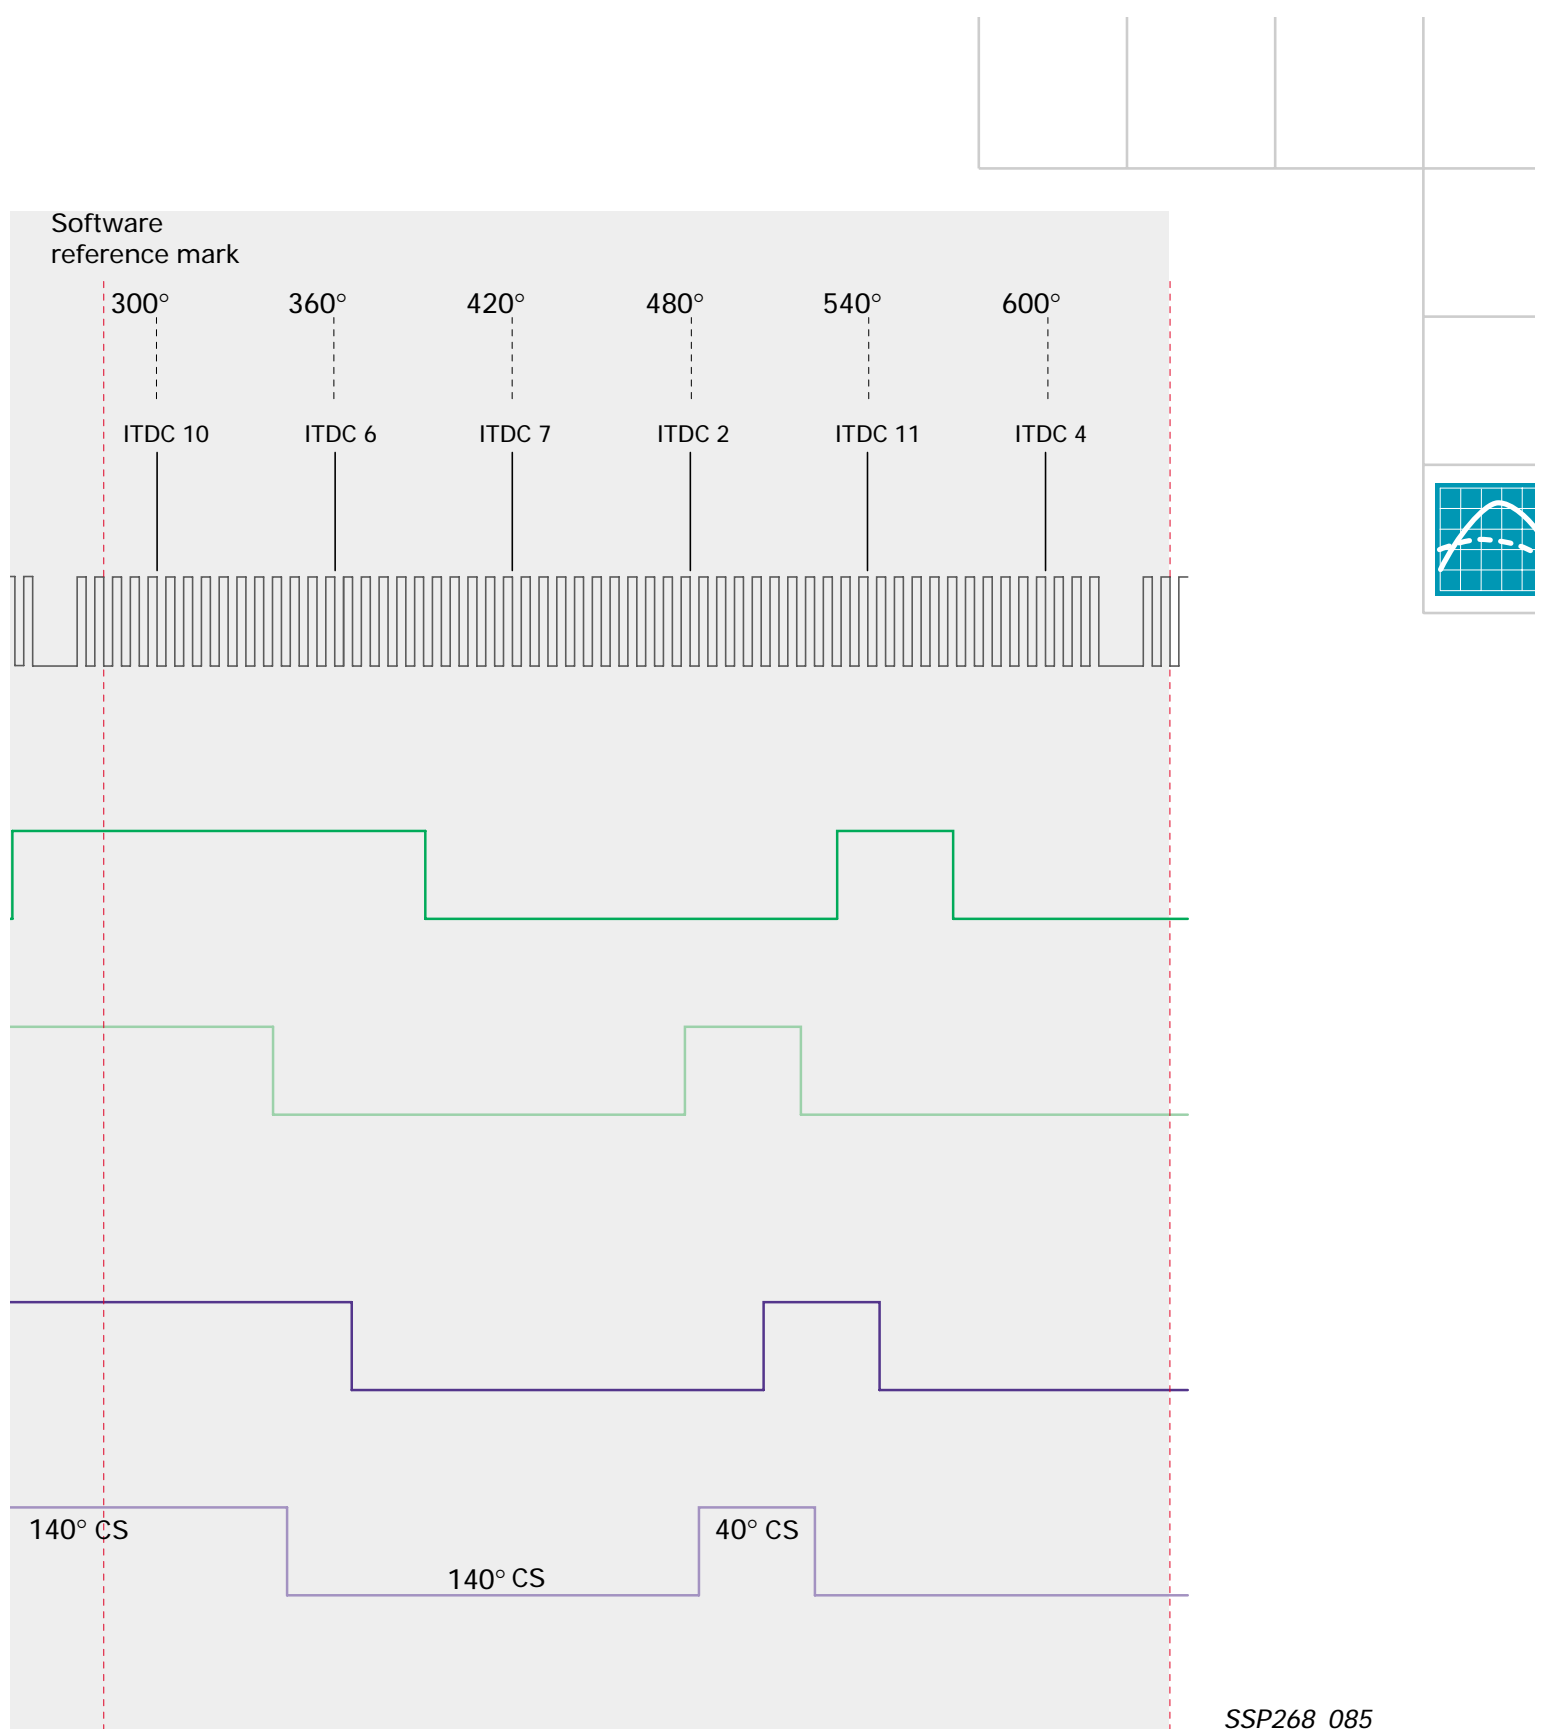 Software
reference mark
300° 360° 420° 480° 540° 600°
ITDC 10 ITDC 6 ITDC 7 ITDC 2 ITDC 11 ITDC 4
140° CS
40° CS
140° CS
SSP268_085